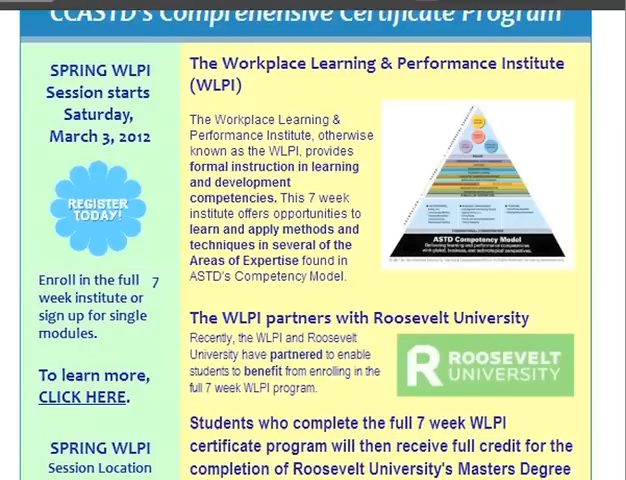 CCASTD's Comprehensive Certificate Program
SPRING WLPI
Session starts
Saturday,
March 3, 2012
REGISTER
TODAY!
Enroll in the full 7
week institute or
sign up for single
modules.
To learn more,
CLICK HERE.
SPRING WLPI
Session Location
The Workplace Learning & Performance Institute
(WLPI)
The Workplace Learning &
Performance Institute, otherwise
known as the WLPI, provides
formal instruction in learning
and development
competencies. This 7 week
institute offers opportunities to
learn and apply methods and
techniques in several of the
Areas of Expertise found in
ASTD's Competency Model.
ASTD Competency Model
The WLPI partners with Roosevelt University
Recently, the WLPI and Roosevelt
University have partnered to enable
students to benefit from enrolling in the
full 7 week WLPI program.
R ROOSEVELT
UNIVERSITY
Students who complete the full 7 week WLPI
certificate program will then receive full credit for the
completion of Roosevelt University's Masters Degree